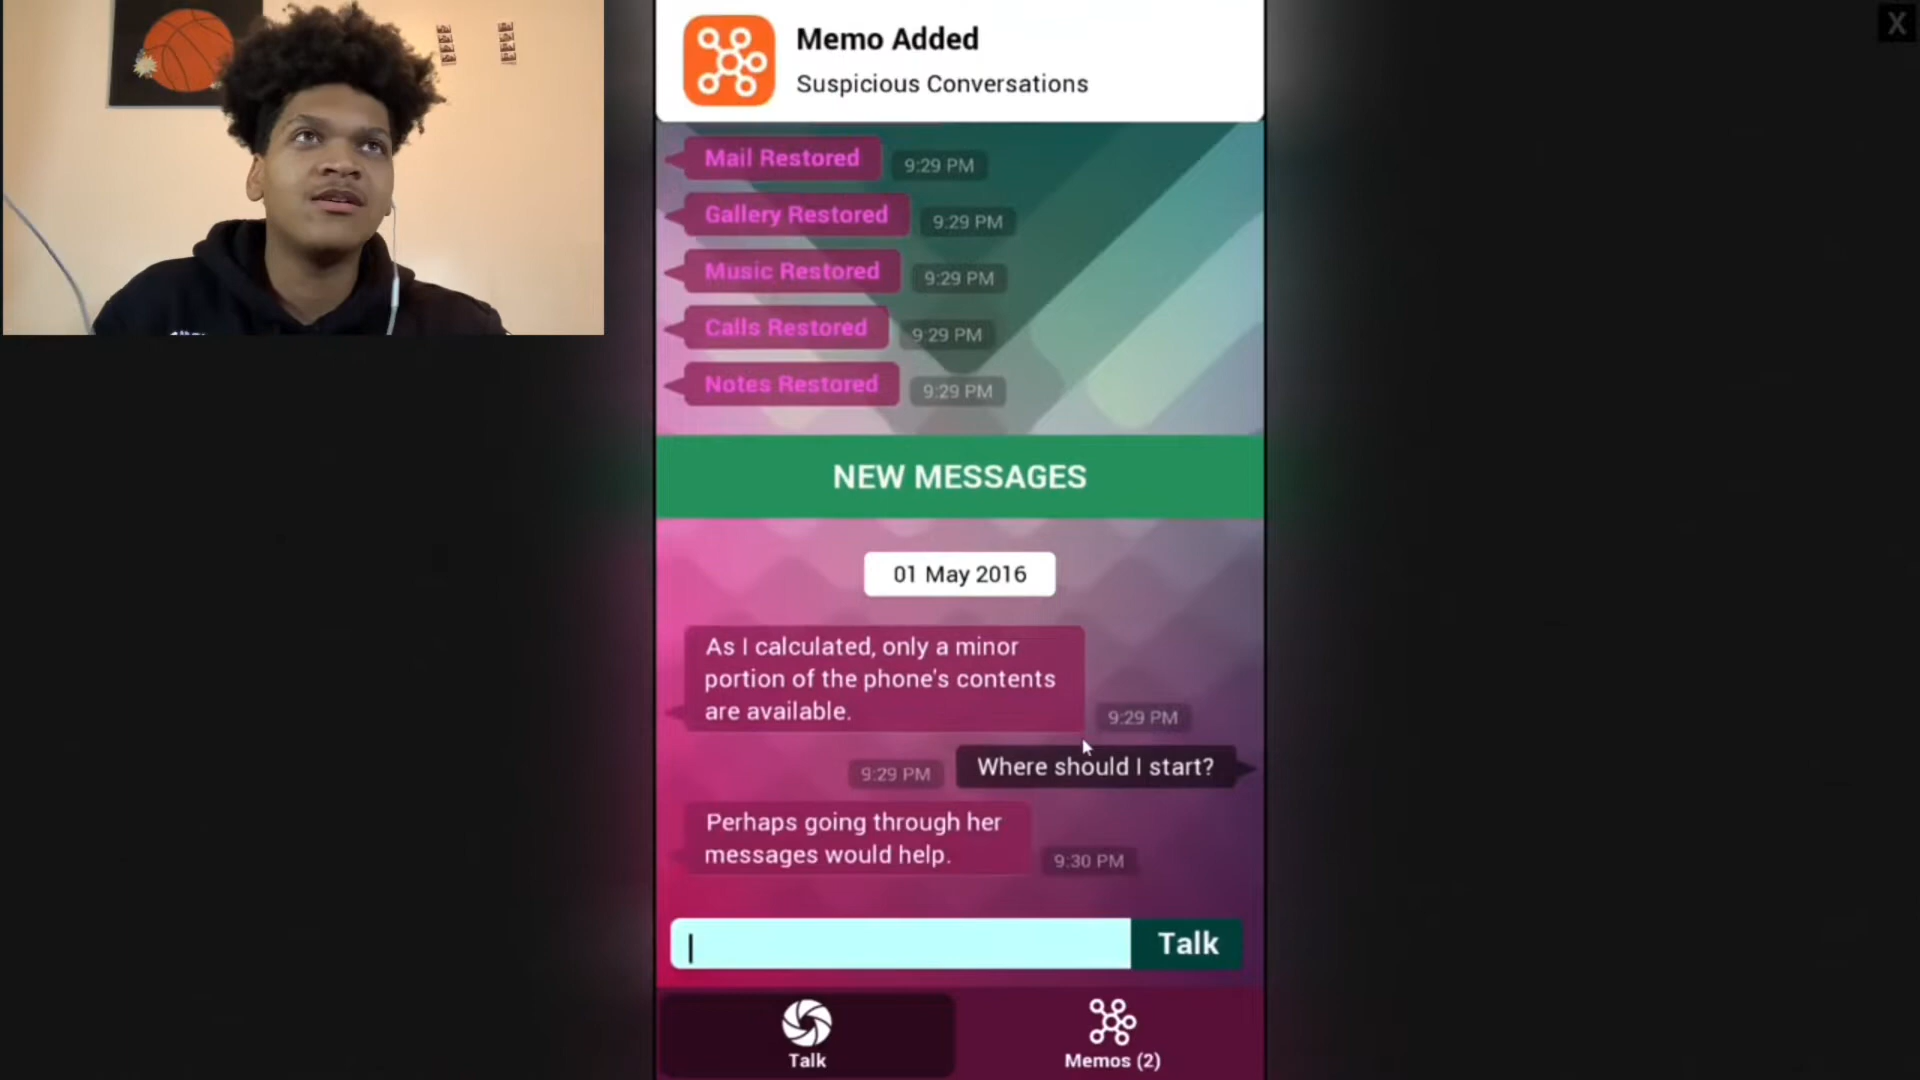 X
Memo Added
Suspicious Conversations
Mail Restored
9:29 PM
Gallery Restored
9:29 PM
Music Restored
9:29 PM
Calls Restored
9:29 PM
Notes Restored
9:29 PM
NEW MESSAGES
01 May 2016
As I calculated, only a minor
portion of the phone's contents
are available.
9:29 PM
Where should I start?
9:29 PM
Perhaps going through her
messages would help.
9:30 PM
Talk
Talk
Memos (2)